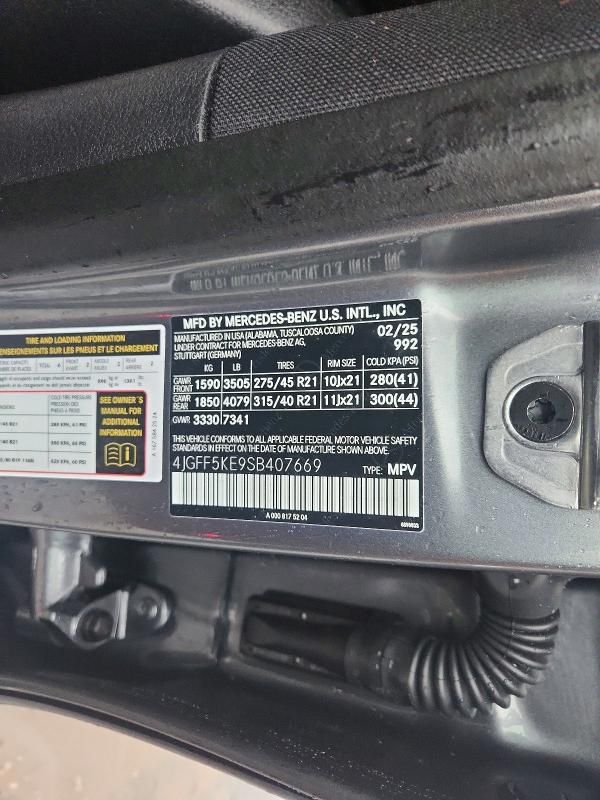 MFD BY MERCEDES-BENZ U.S. INTL., INC
MANUFACTURED IN USA (ALABAMA, TUSCALOOSA COUNTY) 02/25
UNDER CONTRACT FOR MERCEDES-BENZ AG, 992
STUTTGART (GERMANY)
KG LB TIRES RIM SIZE COLD KPA (PSI)
GAWR FRONT 1590 3505 275/45 R21 10Jx21 280(41)
GAWR REAR 1850 4079 315/40 R21 11Jx21 300(44)
GVWR 3330 7341
THIS VEHICLE CONFORMS TO ALL APPLICABLE FEDERAL MOTOR VEHICLE SAFETY
STANDARDS IN EFFECT ON THE DATE OF MANUFACTURE SHOWN ABOVE.
4JGFF5KE9SB407669 TYPE: MPV
A 000 817 52 04
TIRE AND LOADING INFORMATION
RENSEIGNEMENTS SUR LES PNEUS ET LE CHARGEMENT
SEE OWNER'S
MANUAL FOR
ADDITIONAL
INFORMATION